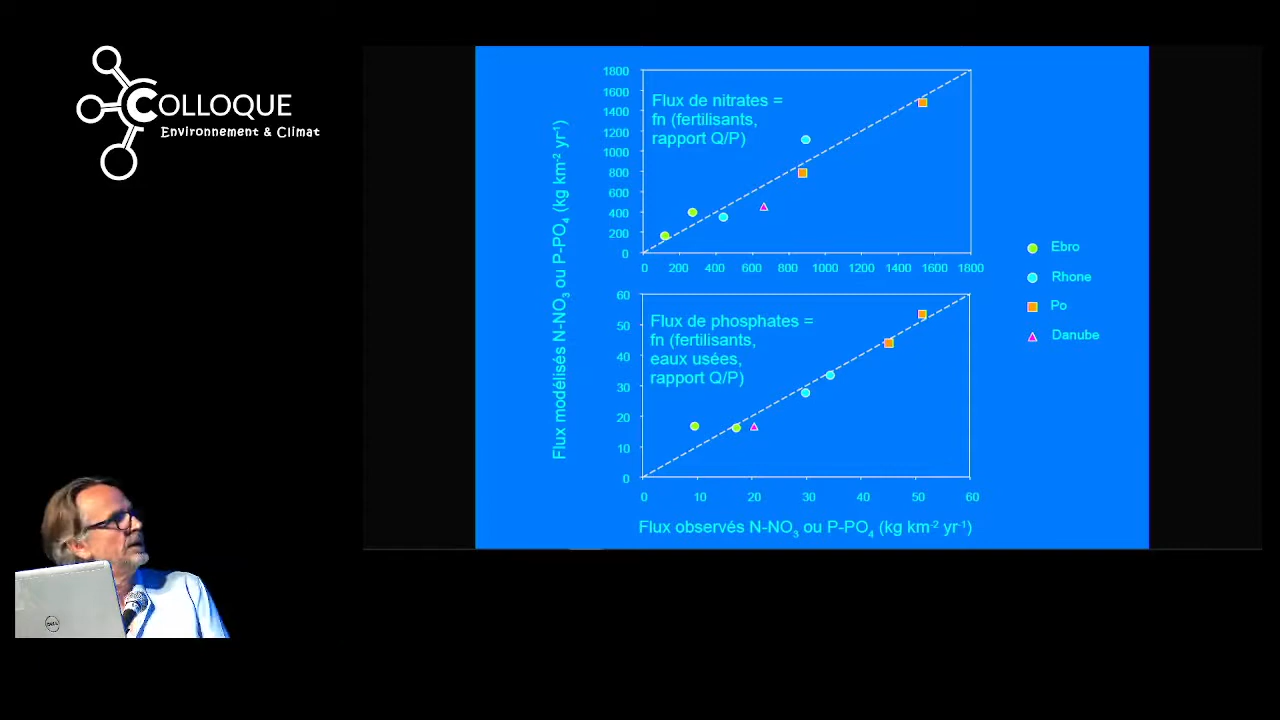 COLLOQUE
Environnement & Climat
Flux modélisés N-NO3 ou P-PO4 (kg km-2 yr-1)
1800
1600
1400
1200
1000
800
600
400
200
0
Flux de nitrates =
fn (fertilisants,
rapport Q/P)
0 200 400 600 800 1000 1200 1400 1600 1800
60
50
40
30
20
10
0
Flux de phosphates =
fn (fertilisants,
eaux usées,
rapport Q/P)
0 10 20 30 40 50 60
Flux observés N-NO3 ou P-PO4 (kg km-2 yr-1)
Ebro
Rhone
Po
Danube
DELL